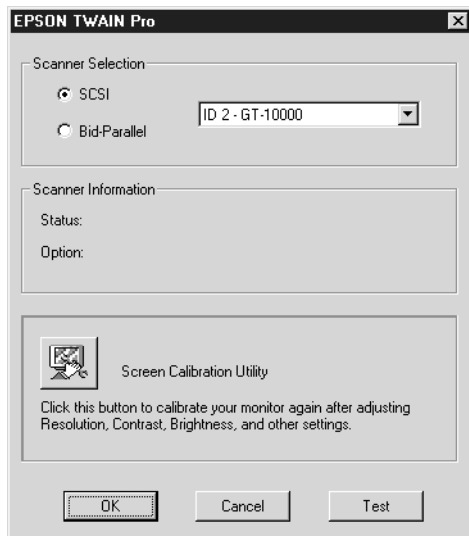 EPSON TWAIN Pro
Scanner Selection
SCSI
ID 2 - GT-10000
Bid-Parallel
Scanner Information
Status:
Option:
Screen Calibration Utility
Click this button to calibrate your monitor again after adjusting
Resolution, Contrast, Brightness, and other settings.
OK Cancel Test